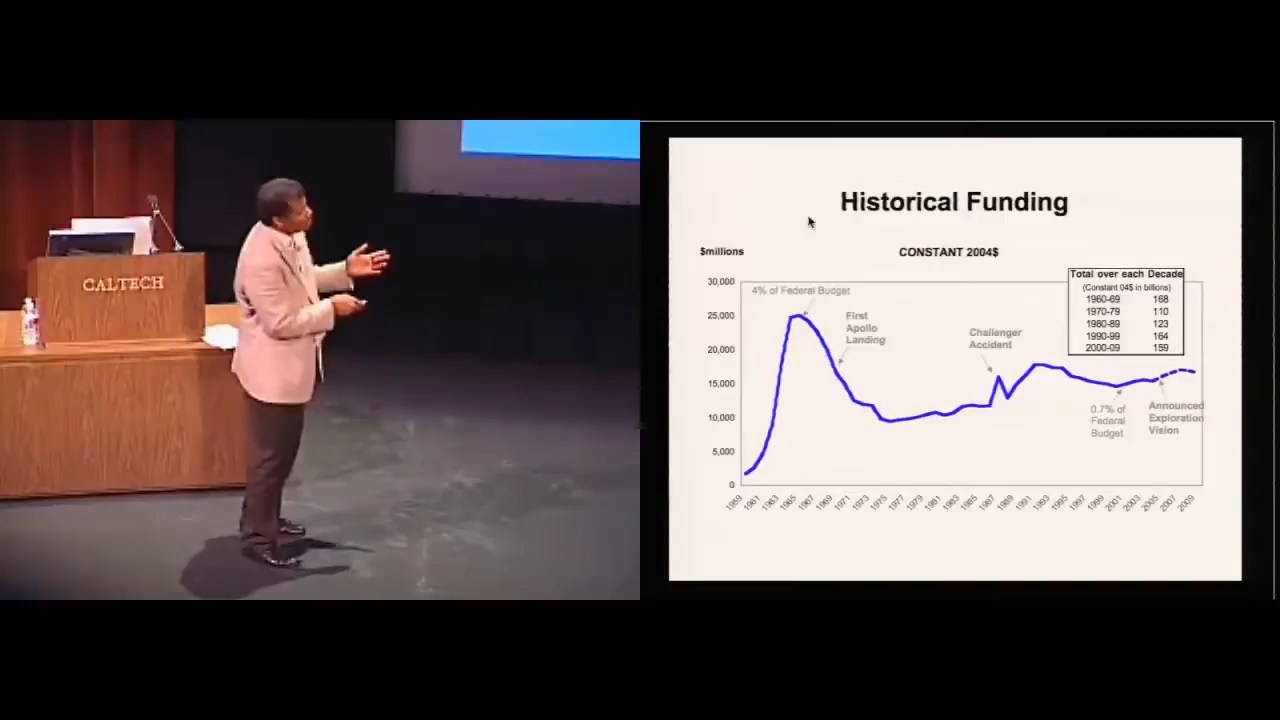 CALTECH
Historical Funding
$millions
CONSTANT 2004$
Total over each Decade
(Constant 04$ in billions)
1960-69 168
1970-79 110
1980-89 123
1990-99 164
2000-09 159
30,000
25,000
20,000
15,000
10,000
5,000
0
4% of Federal Budget
First
Apollo
Landing
Challenger
Accident
0.7% of
Federal
Budget
Announced
Exploration
Vision
1959 1961 1963 1965 1967 1969 1971 1973 1975 1977 1979 1981 1983 1985 1987 1989 1991 1993 1995 1997 1999 2001 2003 2005 2007 2009